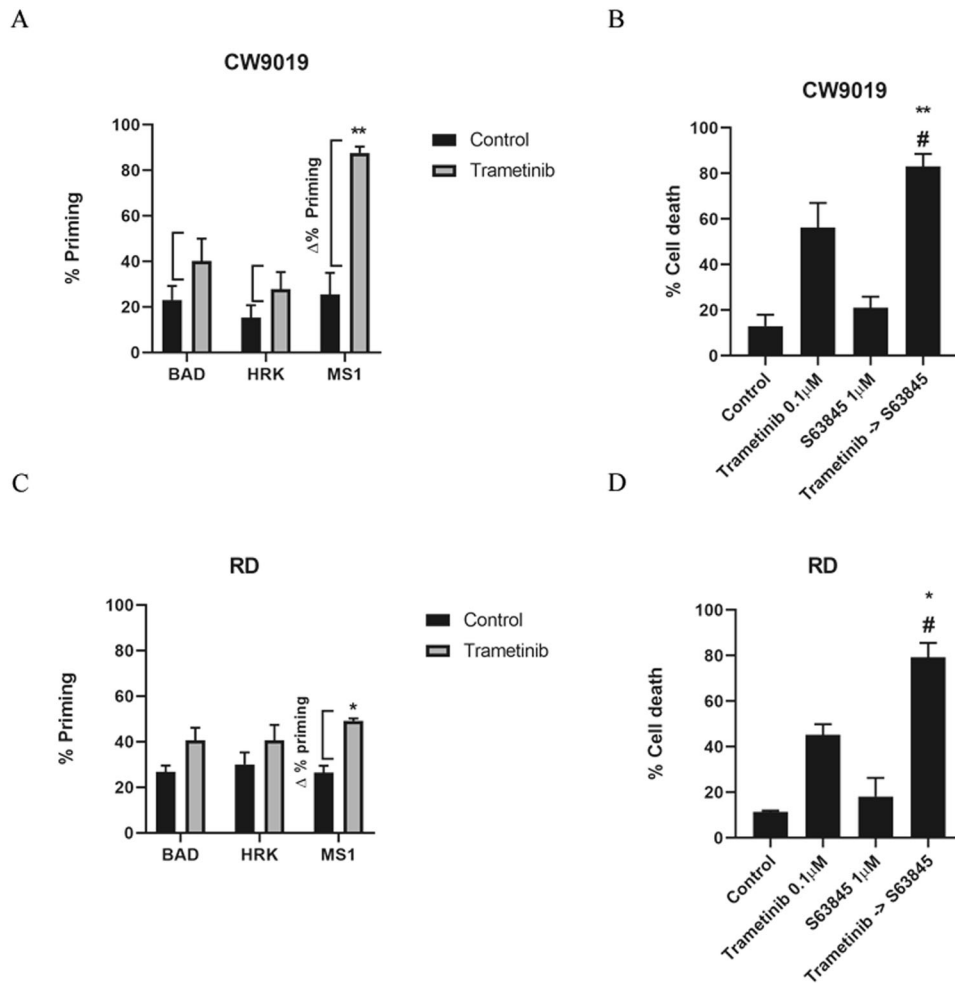 A
CW9019
% Priming
100
80
60
40
20
0
Δ% Priming
**
BAD
HRK
MS1
Control
Trametinib
B
CW9019
% Cell death
100
80
60
40
20
0
**
#
Control
Trametinib 0.1μM
S63845 1μM
Trametinib -> S63845
C
RD
% Priming
100
80
60
40
20
0
Δ % priming
*
BAD
HRK
MS1
Control
Trametinib
D
RD
% Cell death
100
80
60
40
20
0
*
#
Control
Trametinib 0.1μM
S63845 1μM
Trametinib -> S63845